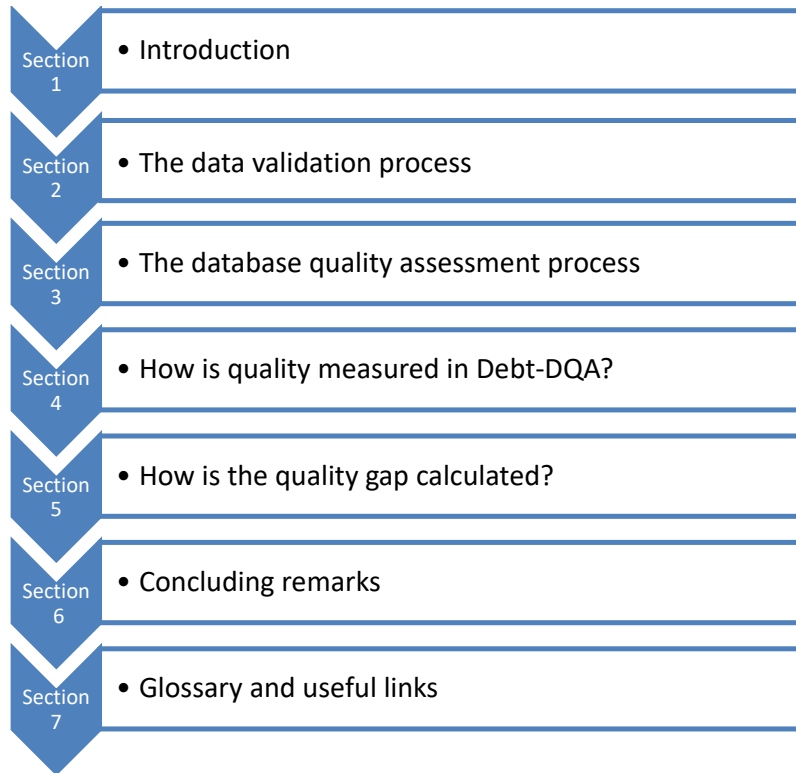 Section
1
• Introduction
Section
2
• The data validation process
Section
3
• The database quality assessment process
Section
4
• How is quality measured in Debt-DQA?
Section
5
• How is the quality gap calculated?
Section
6
• Concluding remarks
Section
7
• Glossary and useful links